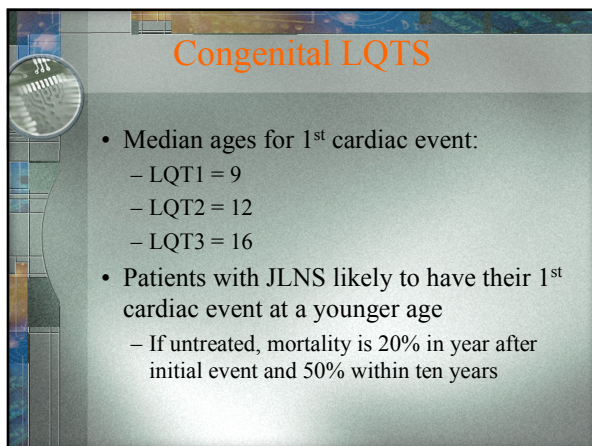 Congenital LQTS
• Median ages for 1st cardiac event:
– LQT1 = 9
– LQT2 = 12
– LQT3 = 16
• Patients with JLNS likely to have their 1st
cardiac event at a younger age
– If untreated, mortality is 20% in year after
initial event and 50% within ten years